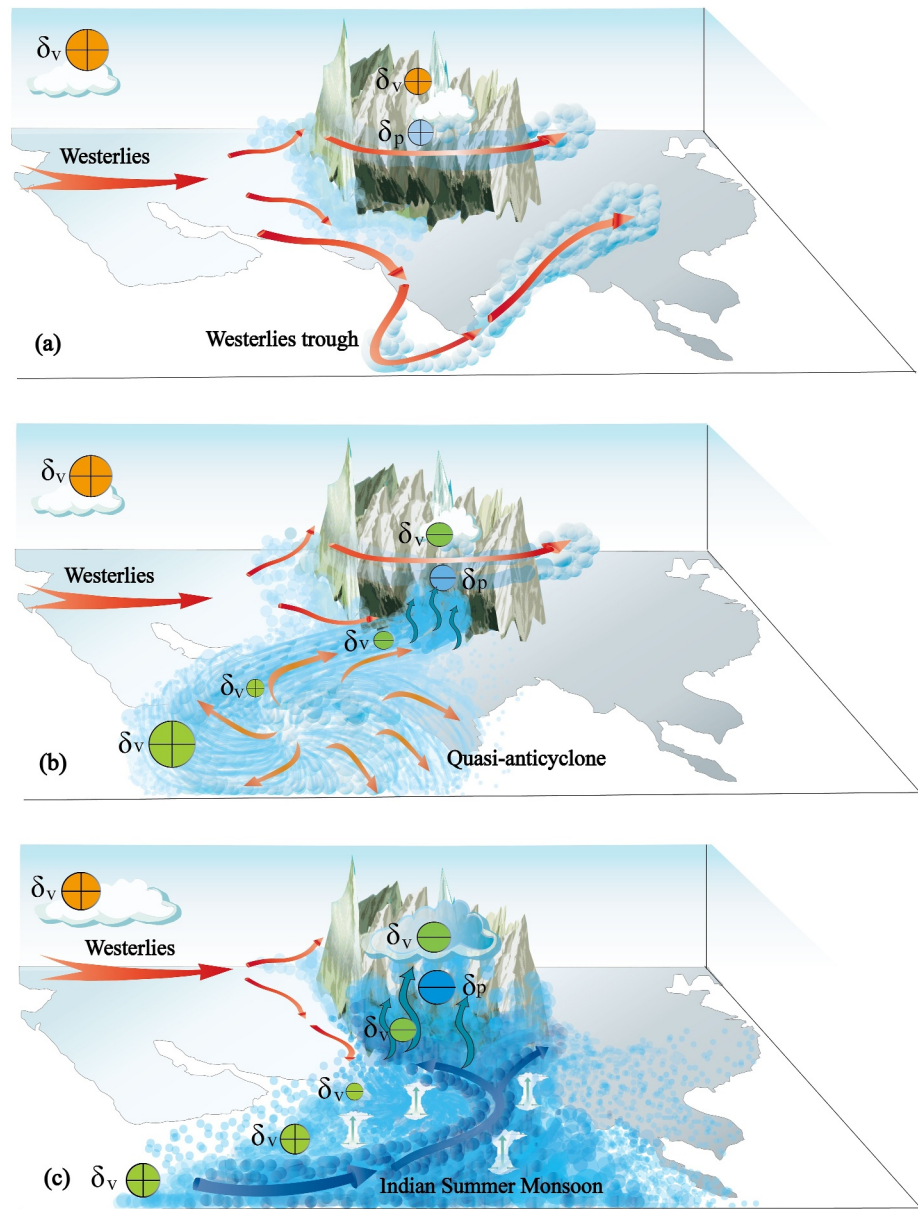 δv
δv
δp
Westerlies
Westerlies trough
(a)
δv
δv
Westerlies
δp
δv
δv
δv
Quasi-anticyclone
(b)
δv
δv
Westerlies
δp
δv
δv
δv
δv
(c)
Indian Summer Monsoon